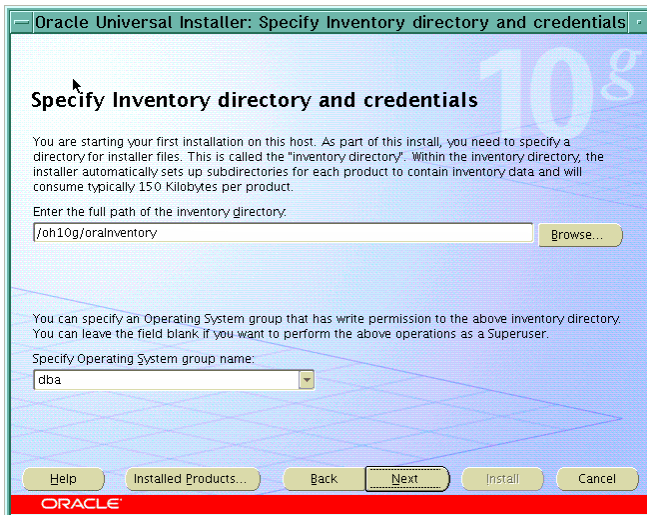 Oracle Universal Installer: Specify Inventory directory and credentials
10g
Specify Inventory directory and credentials
You are starting your first installation on this host. As part of this install, you need to specify a
directory for installer files. This is called the "inventory directory". Within the inventory directory, the
installer automatically sets up subdirectories for each product to contain inventory data and will
consume typically 150 Kilobytes per product.
Enter the full path of the inventory directory:
/oh10g/oraInventory
Browse...
You can specify an Operating System group that has write permission to the above inventory directory.
You can leave the field blank if you want to perform the above operations as a Superuser.
Specify Operating System group name:
dba
Help Installed Products... Back Next Install Cancel
ORACLE